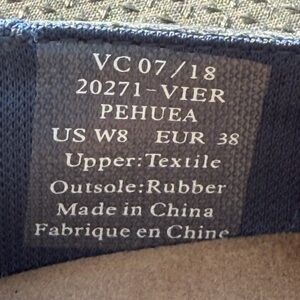 VC 07/18
20271-VIER
PEHUEA
US W8 EUR 38
Upper:Textile
Outsole:Rubber
Made in China
Fabrique en Chine